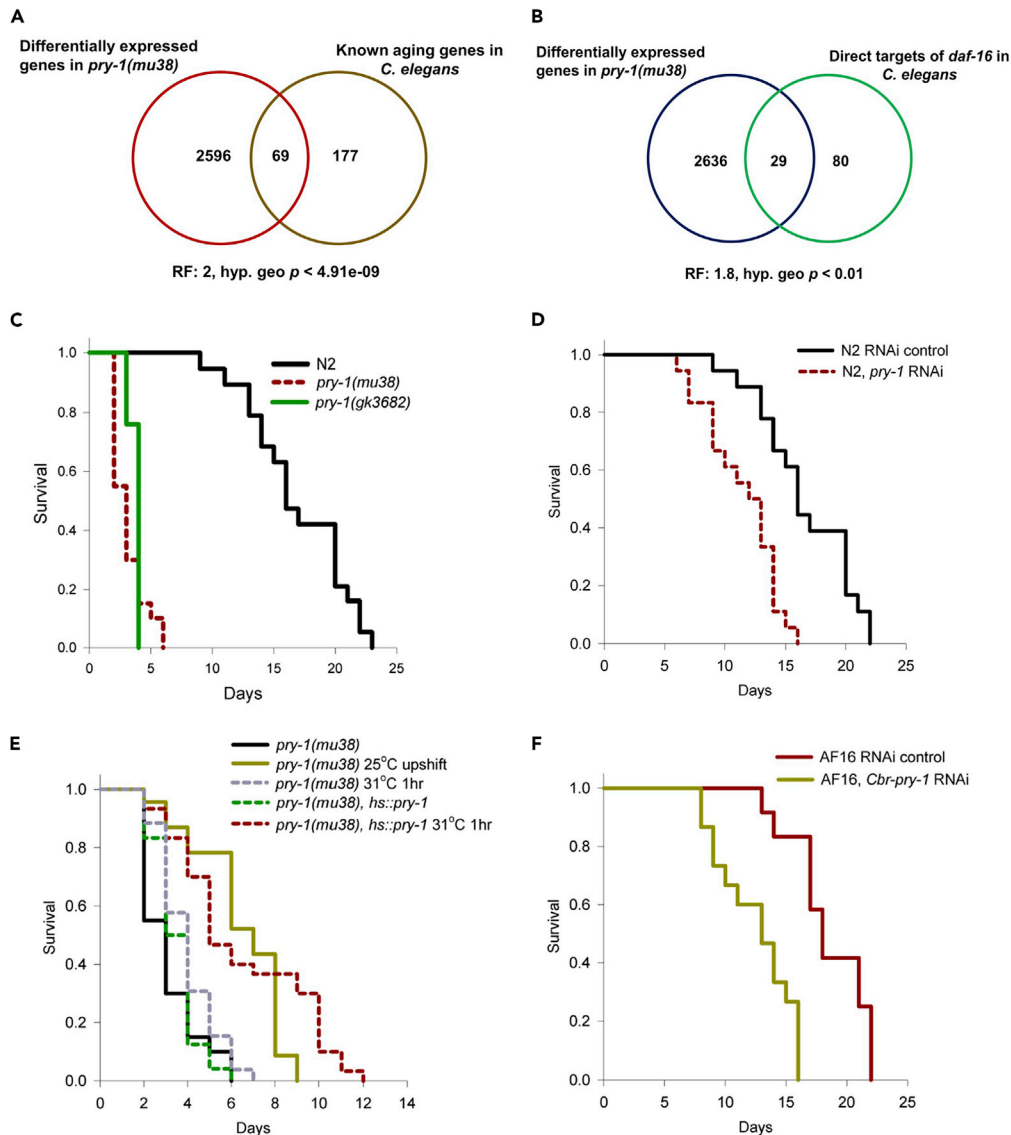 A
Differentially expressed
genes in pry-1(mu38)
Known aging genes in
C. elegans
2596
69
177
RF: 2, hyp. geo p < 4.91e-09
B
Differentially expressed
genes in pry-1(mu38)
Direct targets of daf-16 in
C. elegans
2636
29
80
RF: 1.8, hyp. geo p < 0.01
C
N2
pry-1(mu38)
pry-1(gk3682)
Survival
1.0
0.8
0.6
0.4
0.2
0.0
0 5 10 15 20 25
Days
D
N2 RNAi control
N2, pry-1 RNAi
Survival
1.0
0.8
0.6
0.4
0.2
0.0
0 5 10 15 20 25
Days
E
pry-1(mu38)
pry-1(mu38) 25°C upshift
pry-1(mu38) 31°C 1hr
pry-1(mu38), hs::pry-1
pry-1(mu38), hs::pry-1 31°C 1hr
Survival
1.0
0.8
0.6
0.4
0.2
0.0
0 2 4 6 8 10 12 14
Days
F
AF16 RNAi control
AF16, Cbr-pry-1 RNAi
Survival
1.0
0.8
0.6
0.4
0.2
0.0
0 5 10 15 20 25
Days